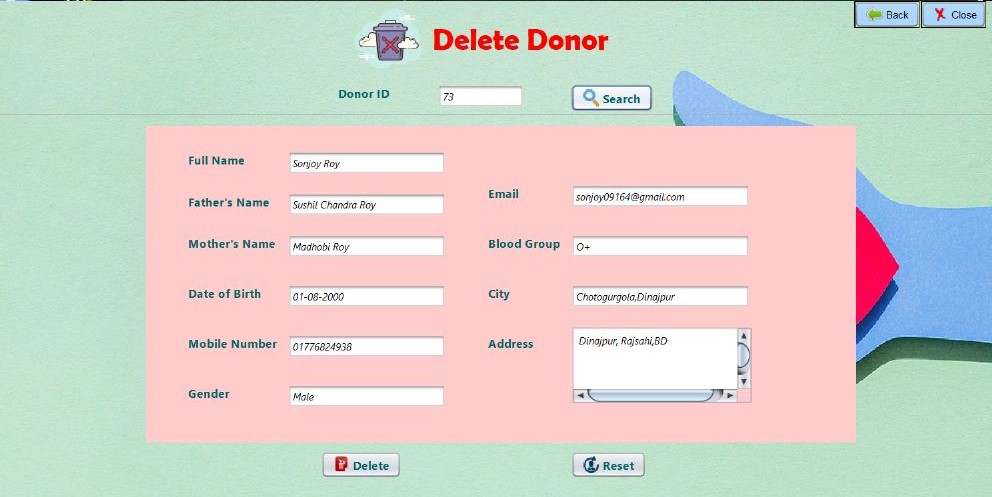 Back
Close
Delete Donor
Donor ID 73 Search
Full Name Sonjoy Roy
Father's Name Sushil Chandra Roy
Mother's Name Madhobi Roy
Date of Birth 01-08-2000
Mobile Number 01776824938
Gender Male
Email sonjoy09164@gmail.com
Blood Group O+
City Chotogurgola,Dinajpur
Address Dinajpur, Rajsahi,BD
Delete
Reset